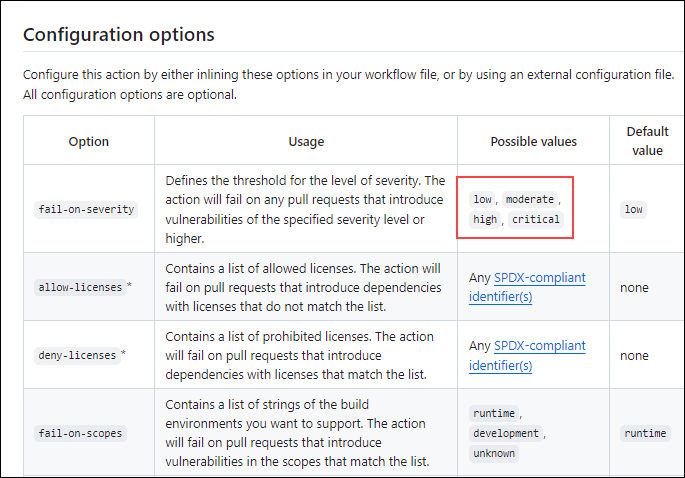 Configuration options
Configure this action by either inlining these options in your workflow file, or by using an external configuration file.
All configuration options are optional.
Option
Usage
Possible values
Default
value
fail-on-severity
Defines the threshold for the level of severity. The
action will fail on any pull requests that introduce
vulnerabilities of the specified severity level or
higher.
low, moderate,
high, critical
low
allow-licenses*
Contains a list of allowed licenses. The action will
fail on pull requests that introduce dependencies
with licenses that do not match the list.
Any SPDX-compliant
identifier(s)
none
deny-licenses*
Contains a list of prohibited licenses. The action
will fail on pull requests that introduce
dependencies with licenses that match the list.
Any SPDX-compliant
identifier(s)
none
fail-on-scopes
Contains a list of strings of the build
environments you want to support. The action
will fail on pull requests that introduce
vulnerabilities in the scopes that match the list.
runtime,
development,
unknown
runtime